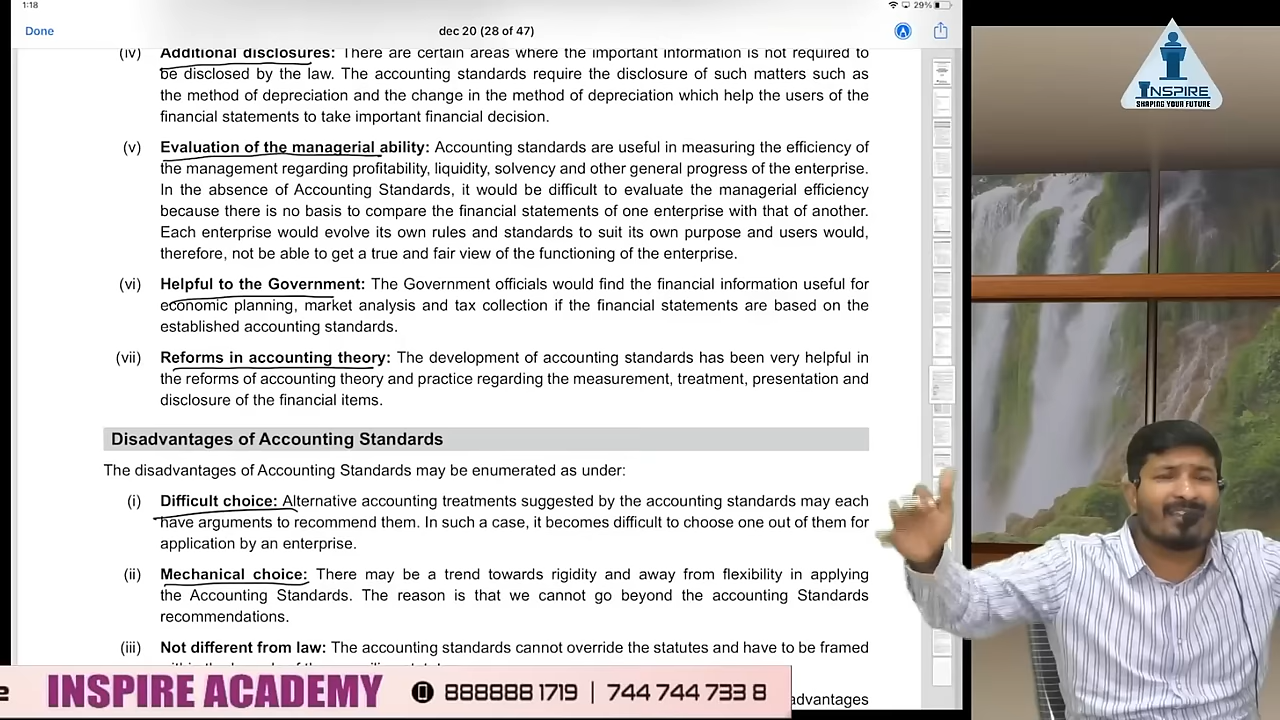 1:18
29%
Done
dec 20 (28 of 47)
(iv) Additional disclosures: There are certain areas where the important information is not required to
be disclosed by the law. The accounting standards require the disclosure of such matters such as
the method of depreciation and the change in the method of depreciation which help the users of the
financial statements to take important financial decision.
(v) Evaluation of the managerial ability: Accounting standards are useful in measuring the efficiency of
the management regarding profitability, liquidity, solvency and other general progress of the enterprise.
In the absence of Accounting Standards, it would be difficult to evaluate the managerial efficiency
because there is no basis to compare the financial statements of one enterprise with that of another.
Each enterprise would evolve its own rules and standards to suit its own purpose and users would,
therefore, not be able to get a true and fair view of the functioning of the enterprise.
(vi) Helpful to the Government: The Government officials would find the financial information useful for
economic planning, market analysis and tax collection if the financial statements are based on the
established accounting standards.
(vii) Reforms in accounting theory: The development of accounting standards has been very helpful in
the reforms of accounting theory and practice regarding the measurement, treatment, presentation and
disclosure of the financial items.
Disadvantages of Accounting Standards
The disadvantages of Accounting Standards may be enumerated as under:
(i) Difficult choice: Alternative accounting treatments suggested by the accounting standards may each
have arguments to recommend them. In such a case, it becomes difficult to choose one out of them for
application by an enterprise.
(ii) Mechanical choice: There may be a trend towards rigidity and away from flexibility in applying
the Accounting Standards. The reason is that we cannot go beyond the accounting Standards
recommendations.
(iii) Not different from law: The accounting standards cannot override the statutes and have to be framed
advantages
INSPIRE ACADEMY 888888 1719 | 744 744 733 8
INSPIRE
SHAPING YOUR FUTURE